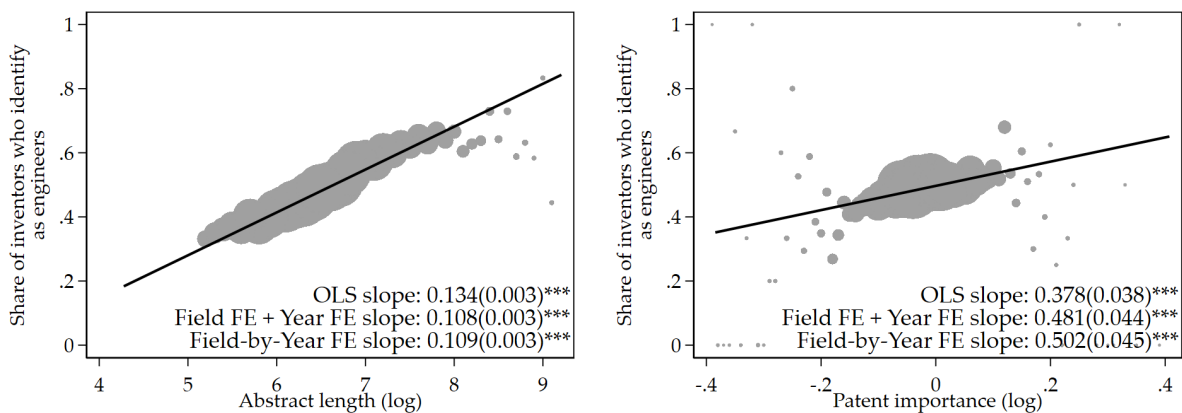 Share of inventors who identify
as engineers
1
.8
.6
.4
.2
0
OLS slope: 0.134(0.003)***
Field FE + Year FE slope: 0.108(0.003)***
Field-by-Year FE slope: 0.109(0.003)***
4 5 6 7 8 9
Abstract length (log)
Share of inventors who identify
as engineers
1
.8
.6
.4
.2
0
OLS slope: 0.378(0.038)***
Field FE + Year FE slope: 0.481(0.044)***
Field-by-Year FE slope: 0.502(0.045)***
-.4 -.2 0 .2 .4
Patent importance (log)